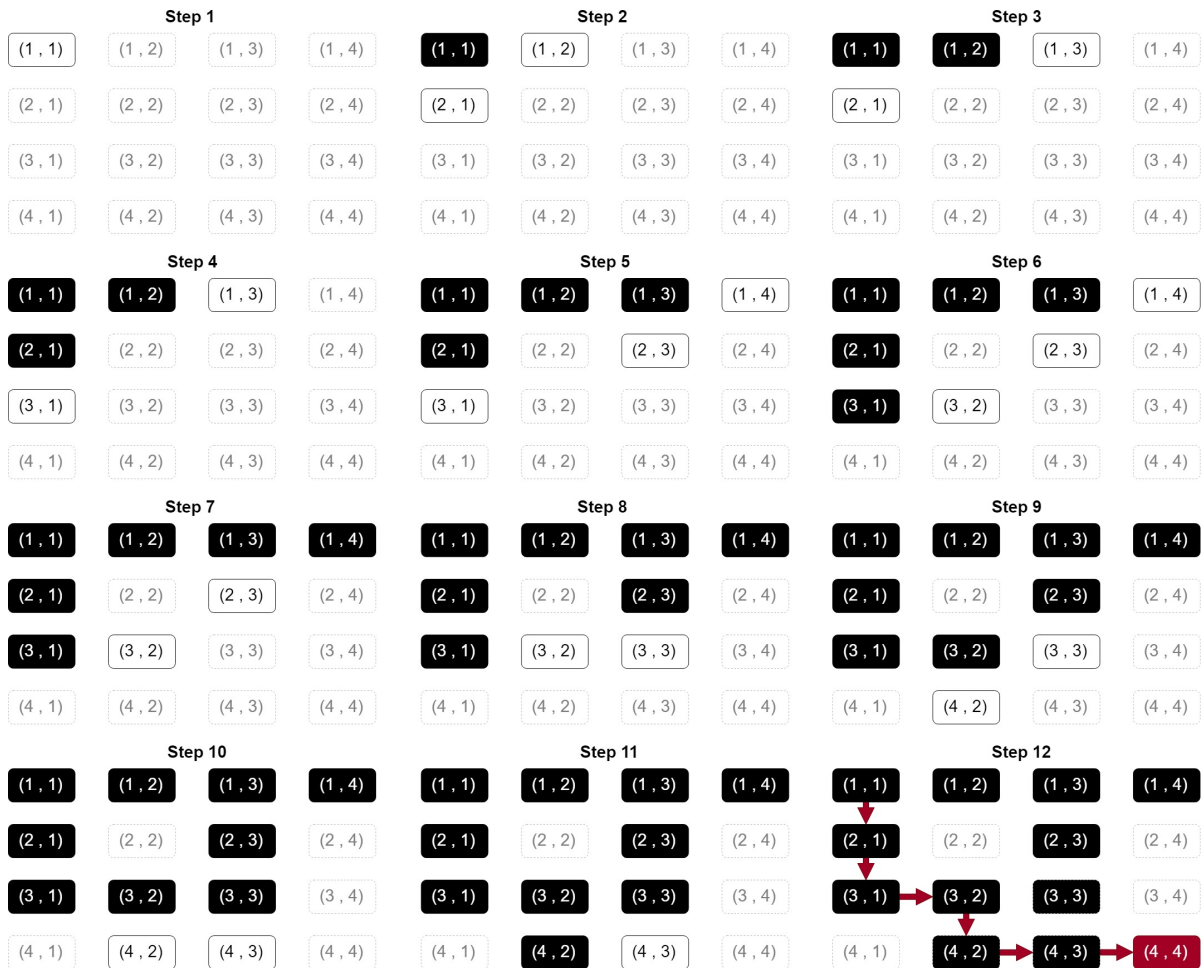 Step 1 Step 2 Step 3
(1 , 1) (1 , 2) (1 , 3) (1 , 4) (1 , 1) (1 , 2) (1 , 3) (1 , 4) (1 , 1) (1 , 2) (1 , 3) (1 , 4)
(2 , 1) (2 , 2) (2 , 3) (2 , 4) (2 , 1) (2 , 2) (2 , 3) (2 , 4) (2 , 1) (2 , 2) (2 , 3) (2 , 4)
(3 , 1) (3 , 2) (3 , 3) (3 , 4) (3 , 1) (3 , 2) (3 , 3) (3 , 4) (3 , 1) (3 , 2) (3 , 3) (3 , 4)
(4 , 1) (4 , 2) (4 , 3) (4 , 4) (4 , 1) (4 , 2) (4 , 3) (4 , 4) (4 , 1) (4 , 2) (4 , 3) (4 , 4)
Step 4 Step 5 Step 6
(1 , 1) (1 , 2) (1 , 3) (1 , 4) (1 , 1) (1 , 2) (1 , 3) (1 , 4) (1 , 1) (1 , 2) (1 , 3) (1 , 4)
(2 , 1) (2 , 2) (2 , 3) (2 , 4) (2 , 1) (2 , 2) (2 , 3) (2 , 4) (2 , 1) (2 , 2) (2 , 3) (2 , 4)
(3 , 1) (3 , 2) (3 , 3) (3 , 4) (3 , 1) (3 , 2) (3 , 3) (3 , 4) (3 , 1) (3 , 2) (3 , 3) (3 , 4)
(4 , 1) (4 , 2) (4 , 3) (4 , 4) (4 , 1) (4 , 2) (4 , 3) (4 , 4) (4 , 1) (4 , 2) (4 , 3) (4 , 4)
Step 7 Step 8 Step 9
(1 , 1) (1 , 2) (1 , 3) (1 , 4) (1 , 1) (1 , 2) (1 , 3) (1 , 4) (1 , 1) (1 , 2) (1 , 3) (1 , 4)
(2 , 1) (2 , 2) (2 , 3) (2 , 4) (2 , 1) (2 , 2) (2 , 3) (2 , 4) (2 , 1) (2 , 2) (2 , 3) (2 , 4)
(3 , 1) (3 , 2) (3 , 3) (3 , 4) (3 , 1) (3 , 2) (3 , 3) (3 , 4) (3 , 1) (3 , 2) (3 , 3) (3 , 4)
(4 , 1) (4 , 2) (4 , 3) (4 , 4) (4 , 1) (4 , 2) (4 , 3) (4 , 4) (4 , 1) (4 , 2) (4 , 3) (4 , 4)
Step 10 Step 11 Step 12
(1 , 1) (1 , 2) (1 , 3) (1 , 4) (1 , 1) (1 , 2) (1 , 3) (1 , 4) (1 , 1) (1 , 2) (1 , 3) (1 , 4)
(2 , 1) (2 , 2) (2 , 3) (2 , 4) (2 , 1) (2 , 2) (2 , 3) (2 , 4) (2 , 1) (2 , 2) (2 , 3) (2 , 4)
(3 , 1) (3 , 2) (3 , 3) (3 , 4) (3 , 1) (3 , 2) (3 , 3) (3 , 4) (3 , 1) (3 , 2) (3 , 3) (3 , 4)
(4 , 1) (4 , 2) (4 , 3) (4 , 4) (4 , 1) (4 , 2) (4 , 3) (4 , 4) (4 , 1) (4 , 2) (4 , 3) (4 , 4)